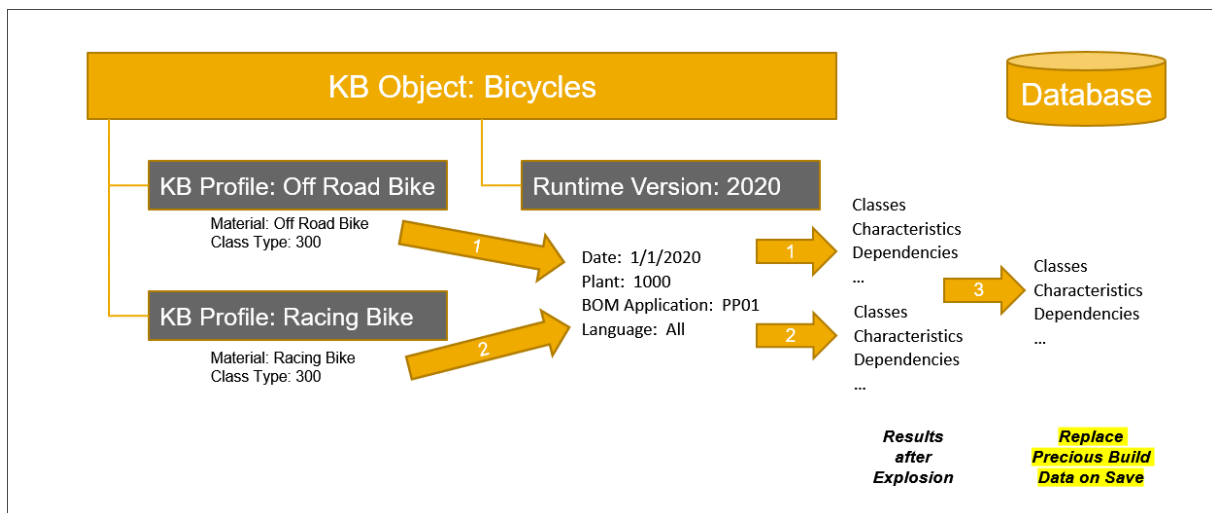 KB Object: Bicycles
Database
KB Profile: Off Road Bike
Runtime Version: 2020
Material: Off Road Bike
Class Type: 300
1
Date: 1/1/2020
Plant: 1000
BOM Application: PP01
Language: All
1
Classes
Characteristics
Dependencies
...
3
Classes
Characteristics
Dependencies
...
KB Profile: Racing Bike
Material: Racing Bike
Class Type: 300
2
2
Classes
Characteristics
Dependencies
...
Results
after
Explosion
Replace
Precious Build
Data on Save